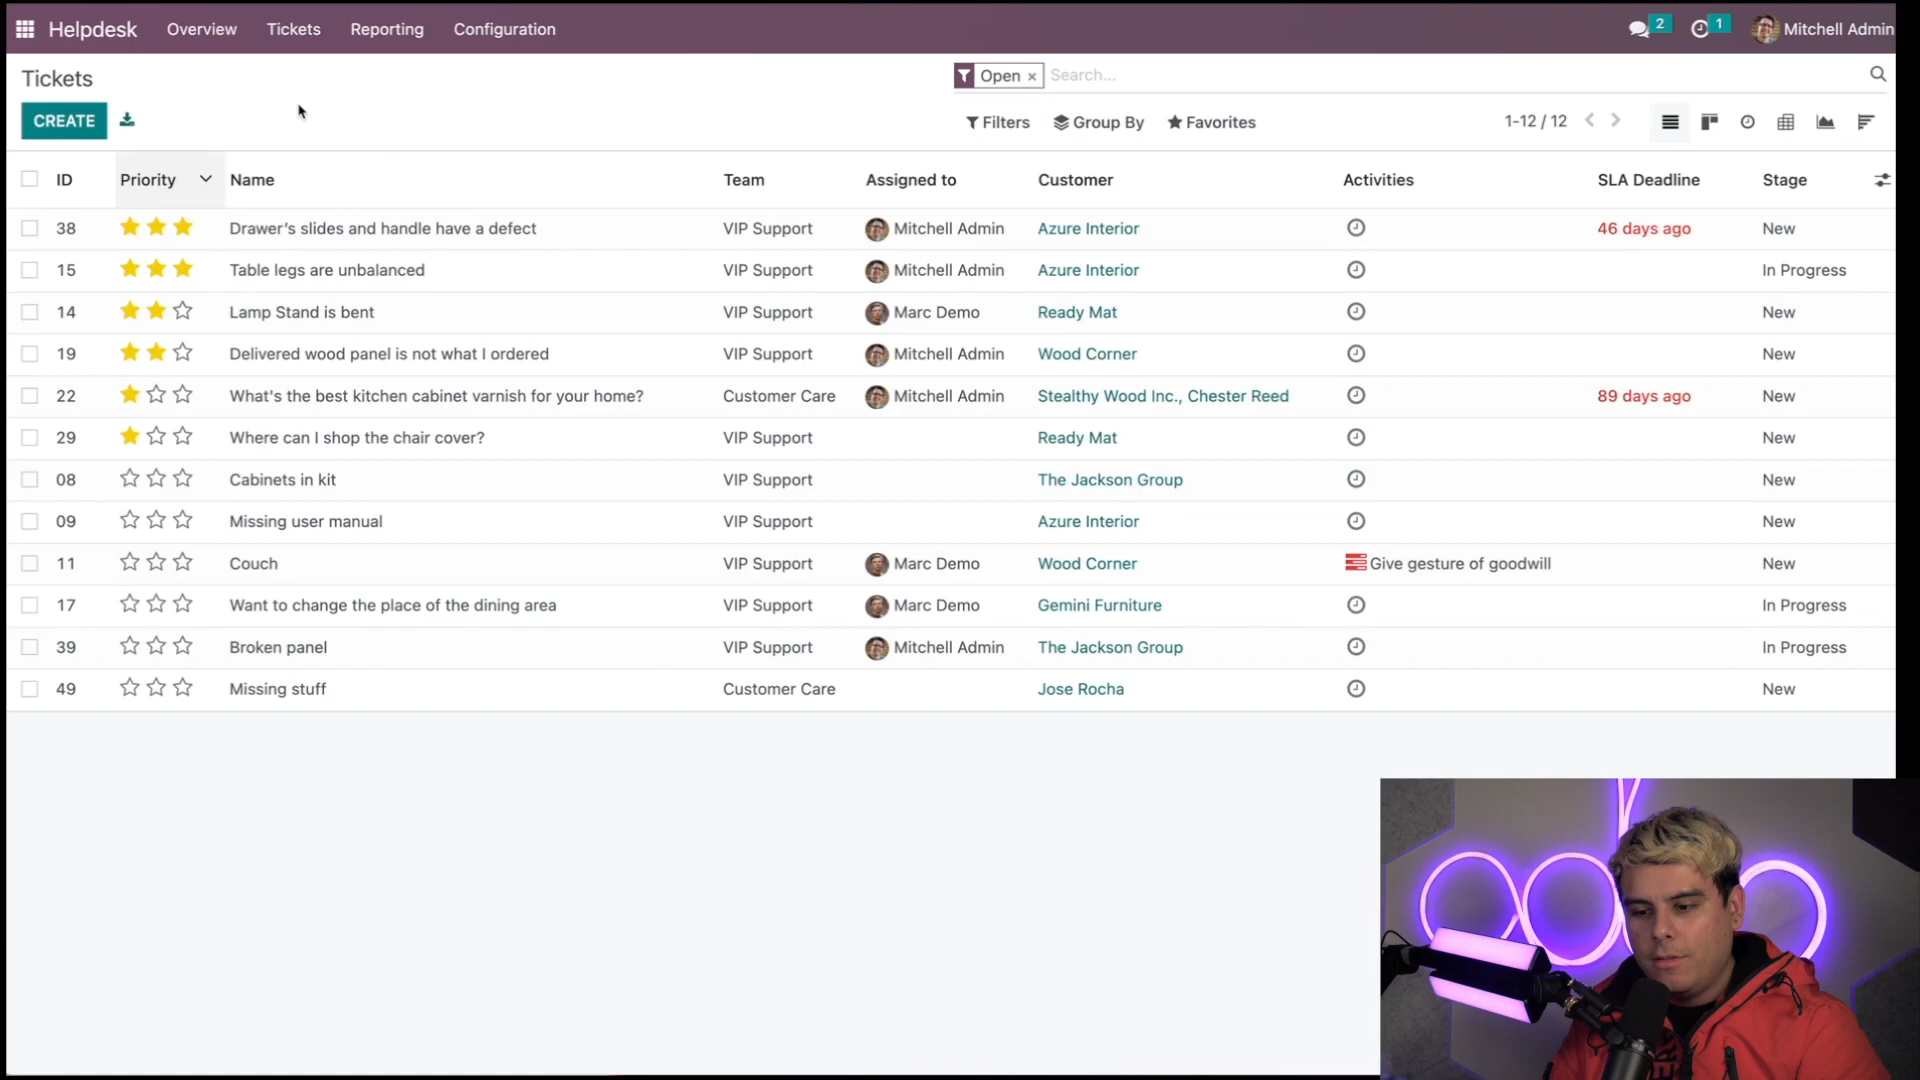 Helpdesk Overview Tickets Reporting Configuration 2 1 Mitchell Admin
Tickets Open × Search...
CREATE Filters Group By Favorites 1-12 / 12
ID Priority Name Team Assigned to Customer Activities SLA Deadline Stage
38 Drawer’s slides and handle have a defect VIP Support Mitchell Admin Azure Interior 46 days ago New
15 Table legs are unbalanced VIP Support Mitchell Admin Azure Interior In Progress
14 Lamp Stand is bent VIP Support Marc Demo Ready Mat New
19 Delivered wood panel is not what I ordered VIP Support Mitchell Admin Wood Corner New
22 What's the best kitchen cabinet varnish for your home? Customer Care Mitchell Admin Stealthy Wood Inc., Chester Reed 89 days ago New
29 Where can I shop the chair cover? VIP Support Ready Mat New
08 Cabinets in kit VIP Support The Jackson Group New
09 Missing user manual VIP Support Azure Interior New
11 Couch VIP Support Marc Demo Wood Corner Give gesture of goodwill New
17 Want to change the place of the dining area VIP Support Marc Demo Gemini Furniture In Progress
39 Broken panel VIP Support Mitchell Admin The Jackson Group In Progress
49 Missing stuff Customer Care Jose Rocha New